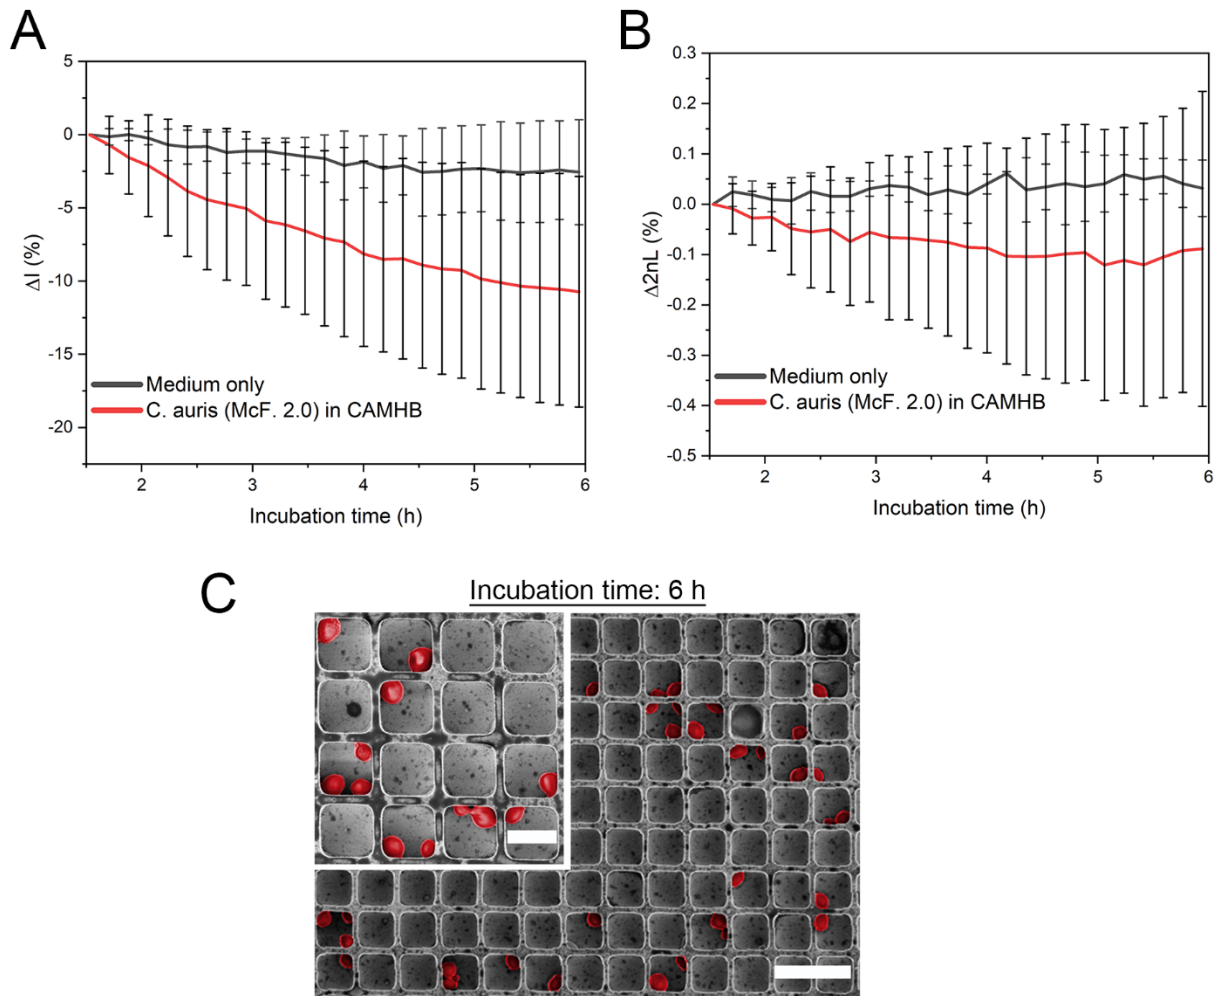 A
5
0
-5
-10
-15
-20
ΔI (%)
Medium only
C. auris (McF. 2.0) in CAMHB
2 3 4 5 6
Incubation time (h)
B
0.3
0.2
0.1
0.0
-0.1
-0.2
-0.3
-0.4
-0.5
Δ2nL (%)
Medium only
C. auris (McF. 2.0) in CAMHB
2 3 4 5 6
Incubation time (h)
C
Incubation time: 6 h